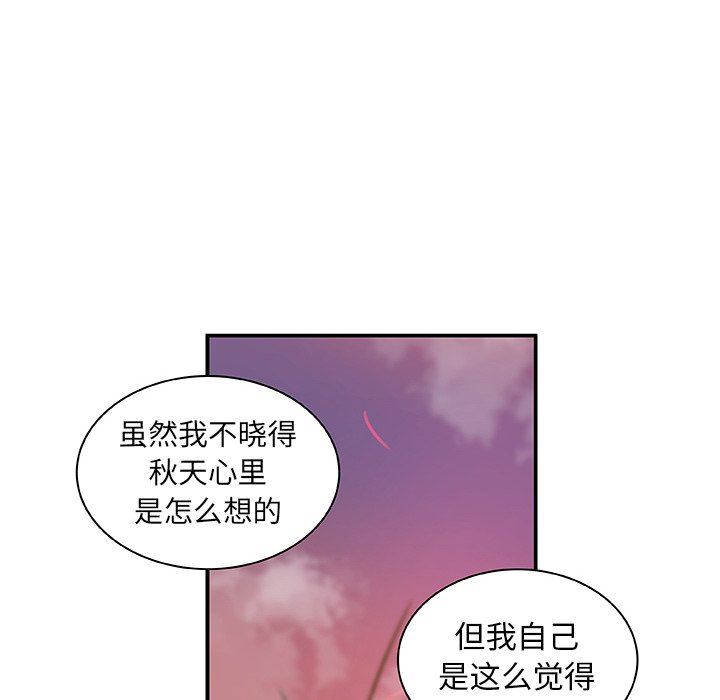 虽然我不晓得
秋天心里
是怎么想的
但我自己
是这么觉得